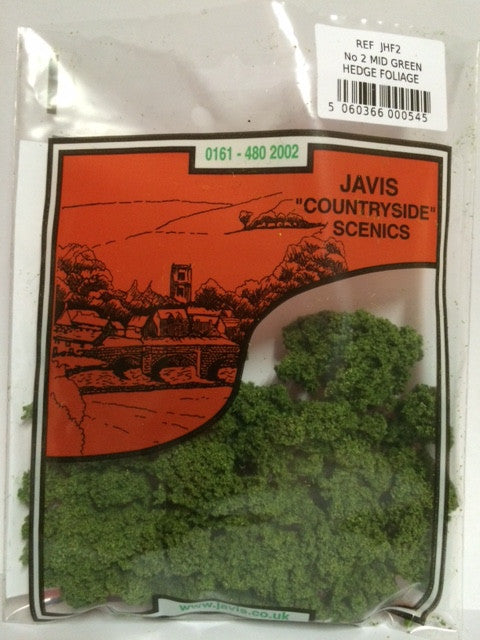 REF JHF2
No 2 MID GREEN
HEDGE FOLIAGE
5 060366 000545
0161 - 480 2002
JAVIS
"COUNTRYSIDE"
SCENICS
www.javis.co.uk